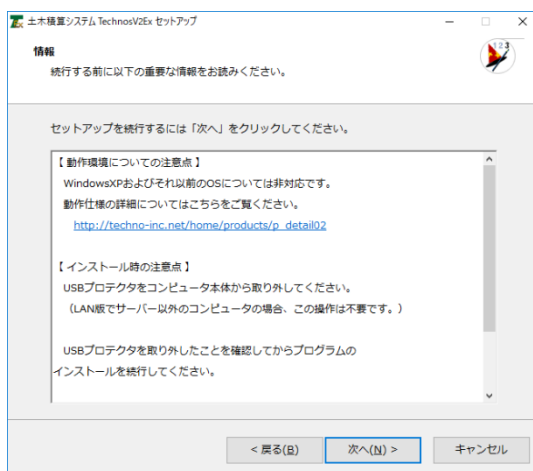 土木積算システム TechnosV2Ex セットアップ
情報
続行する前に以下の重要な情報をお読みください。
123
セットアップを続行するには「次へ」をクリックしてください。
【 動作環境についての注意点 】
WindowsXPおよびそれ以前のOSについては非対応です。
動作仕様の詳細についてはこちらをご覧ください。
http://techno-inc.net/home/products/p_detail02
【 インストール時の注意点 】
USBプロテクタをコンピュータ本体から取り外してください。
（LAN版でサーバー以外のコンピュータの場合、この操作は不要です。）
USBプロテクタを取り外したことを確認してからプログラムの
インストールを続行してください。
< 戻る(B) 次へ(N) > キャンセル